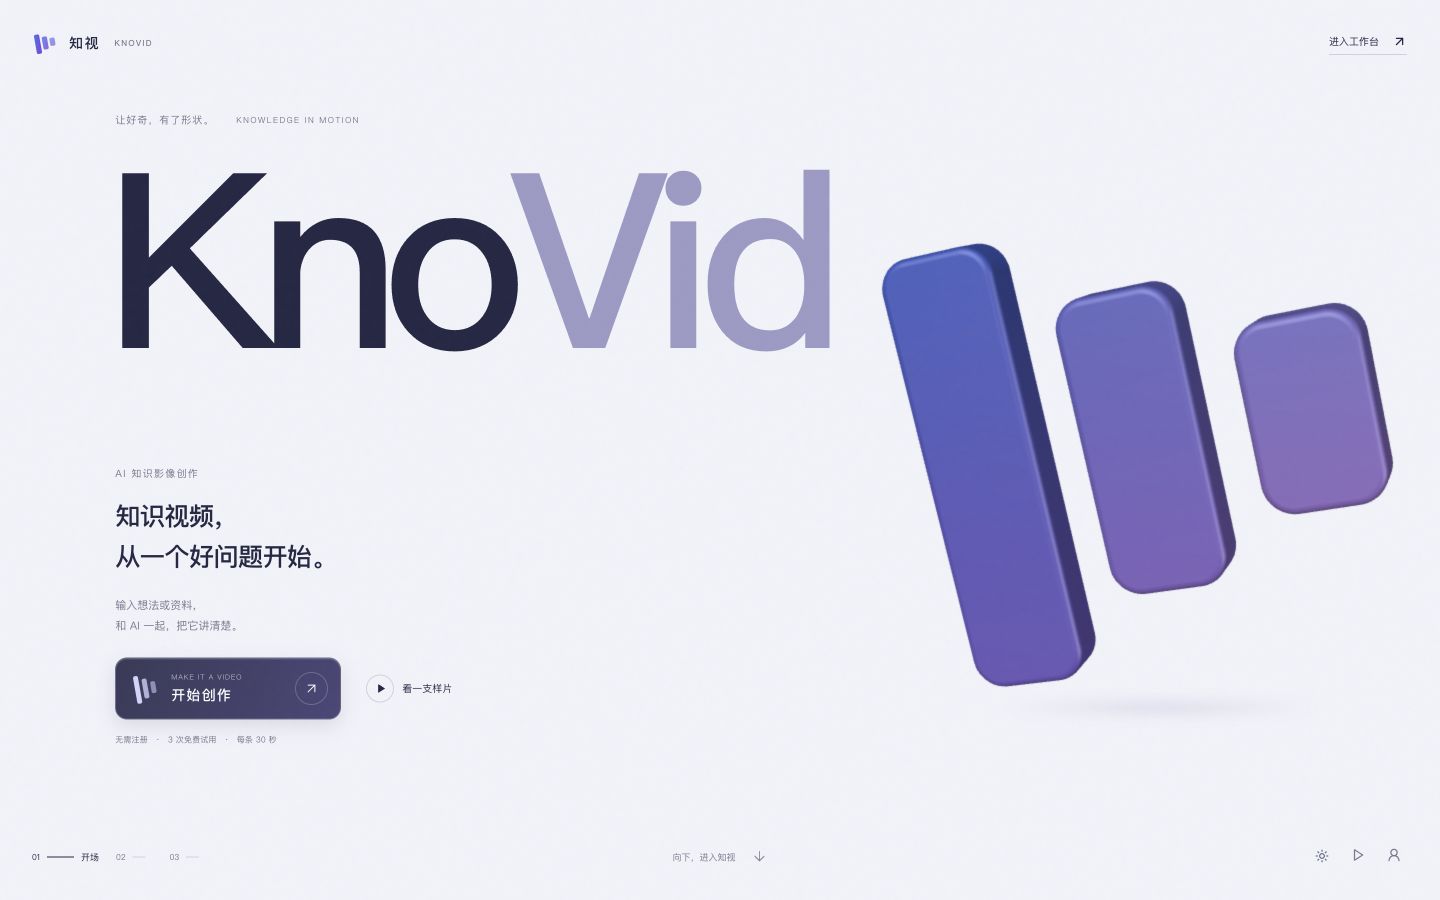 知视 KNOVID
进入工作台
让好奇，有了形状。 KNOWLEDGE IN MOTION
KnoVid
AI 知识影像创作
知识视频，
从一个好问题开始。
输入想法或资料，
和 AI 一起，把它讲清楚。
MAKE IT A VIDEO
开始创作
看一支样片
无需注册 · 3 次免费试用 · 每条 30 秒
01 开场 02 03
向下，进入知视